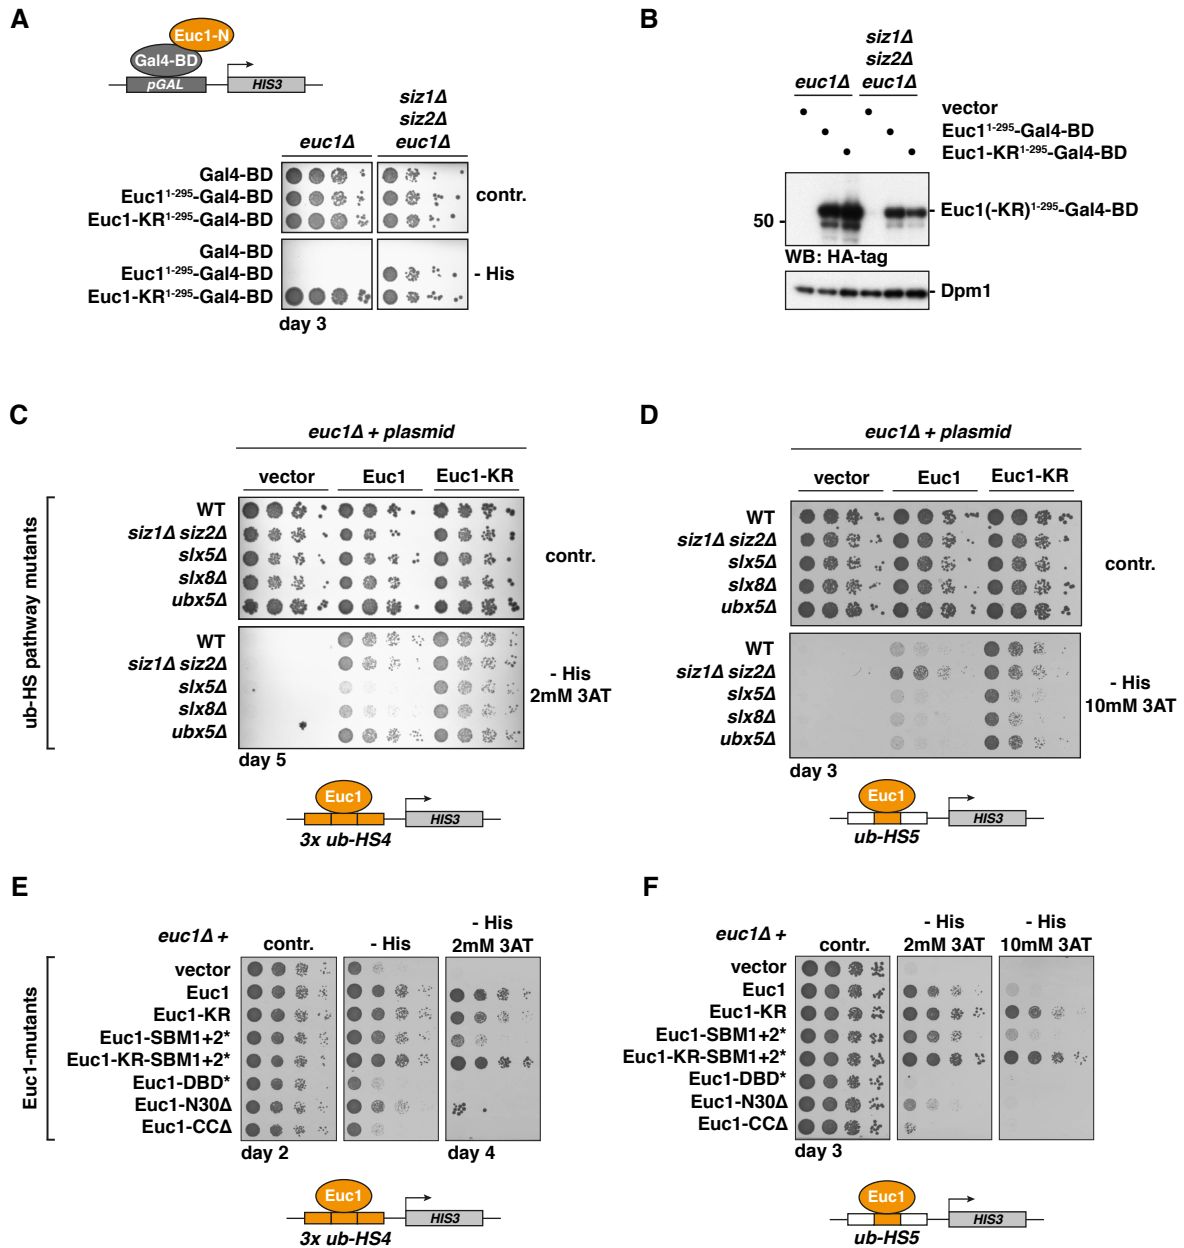 A
Euc1-N
Gal4-BD
pGAL
HIS3
euc1Δ
siz1Δ
siz2Δ
euc1Δ
Gal4-BD
Euc1¹⁻²⁹⁵-Gal4-BD
Euc1-KR¹⁻²⁹⁵-Gal4-BD
contr.
Gal4-BD
Euc1¹⁻²⁹⁵-Gal4-BD
Euc1-KR¹⁻²⁹⁵-Gal4-BD
- His
day 3
B
siz1Δ
siz2Δ
euc1Δ euc1Δ
vector
Euc1¹⁻²⁹⁵-Gal4-BD
Euc1-KR¹⁻²⁹⁵-Gal4-BD
50 -
- Euc1(-KR)¹⁻²⁹⁵-Gal4-BD
WB: HA-tag
- Dpm1
C
euc1Δ + plasmid
vector Euc1 Euc1-KR
ub-HS pathway mutants
WT
siz1Δ siz2Δ
slx5Δ
slx8Δ
ubx5Δ
contr.
WT
siz1Δ siz2Δ
slx5Δ
slx8Δ
ubx5Δ
- His
2mM 3AT
day 5
Euc1
HIS3
3x ub-HS4
D
euc1Δ + plasmid
vector Euc1 Euc1-KR
WT
siz1Δ siz2Δ
slx5Δ
slx8Δ
ubx5Δ
contr.
WT
siz1Δ siz2Δ
slx5Δ
slx8Δ
ubx5Δ
- His
10mM 3AT
day 3
Euc1
HIS3
ub-HS5
E
euc1Δ +
contr.
- His
- His
2mM 3AT
Euc1-mutants
vector
Euc1
Euc1-KR
Euc1-SBM1+2*
Euc1-KR-SBM1+2*
Euc1-DBD*
Euc1-N30Δ
Euc1-CCΔ
day 2
day 4
Euc1
HIS3
3x ub-HS4
F
euc1Δ +
contr.
- His
2mM 3AT
- His
10mM 3AT
vector
Euc1
Euc1-KR
Euc1-SBM1+2*
Euc1-KR-SBM1+2*
Euc1-DBD*
Euc1-N30Δ
Euc1-CCΔ
day 3
Euc1
HIS3
ub-HS5